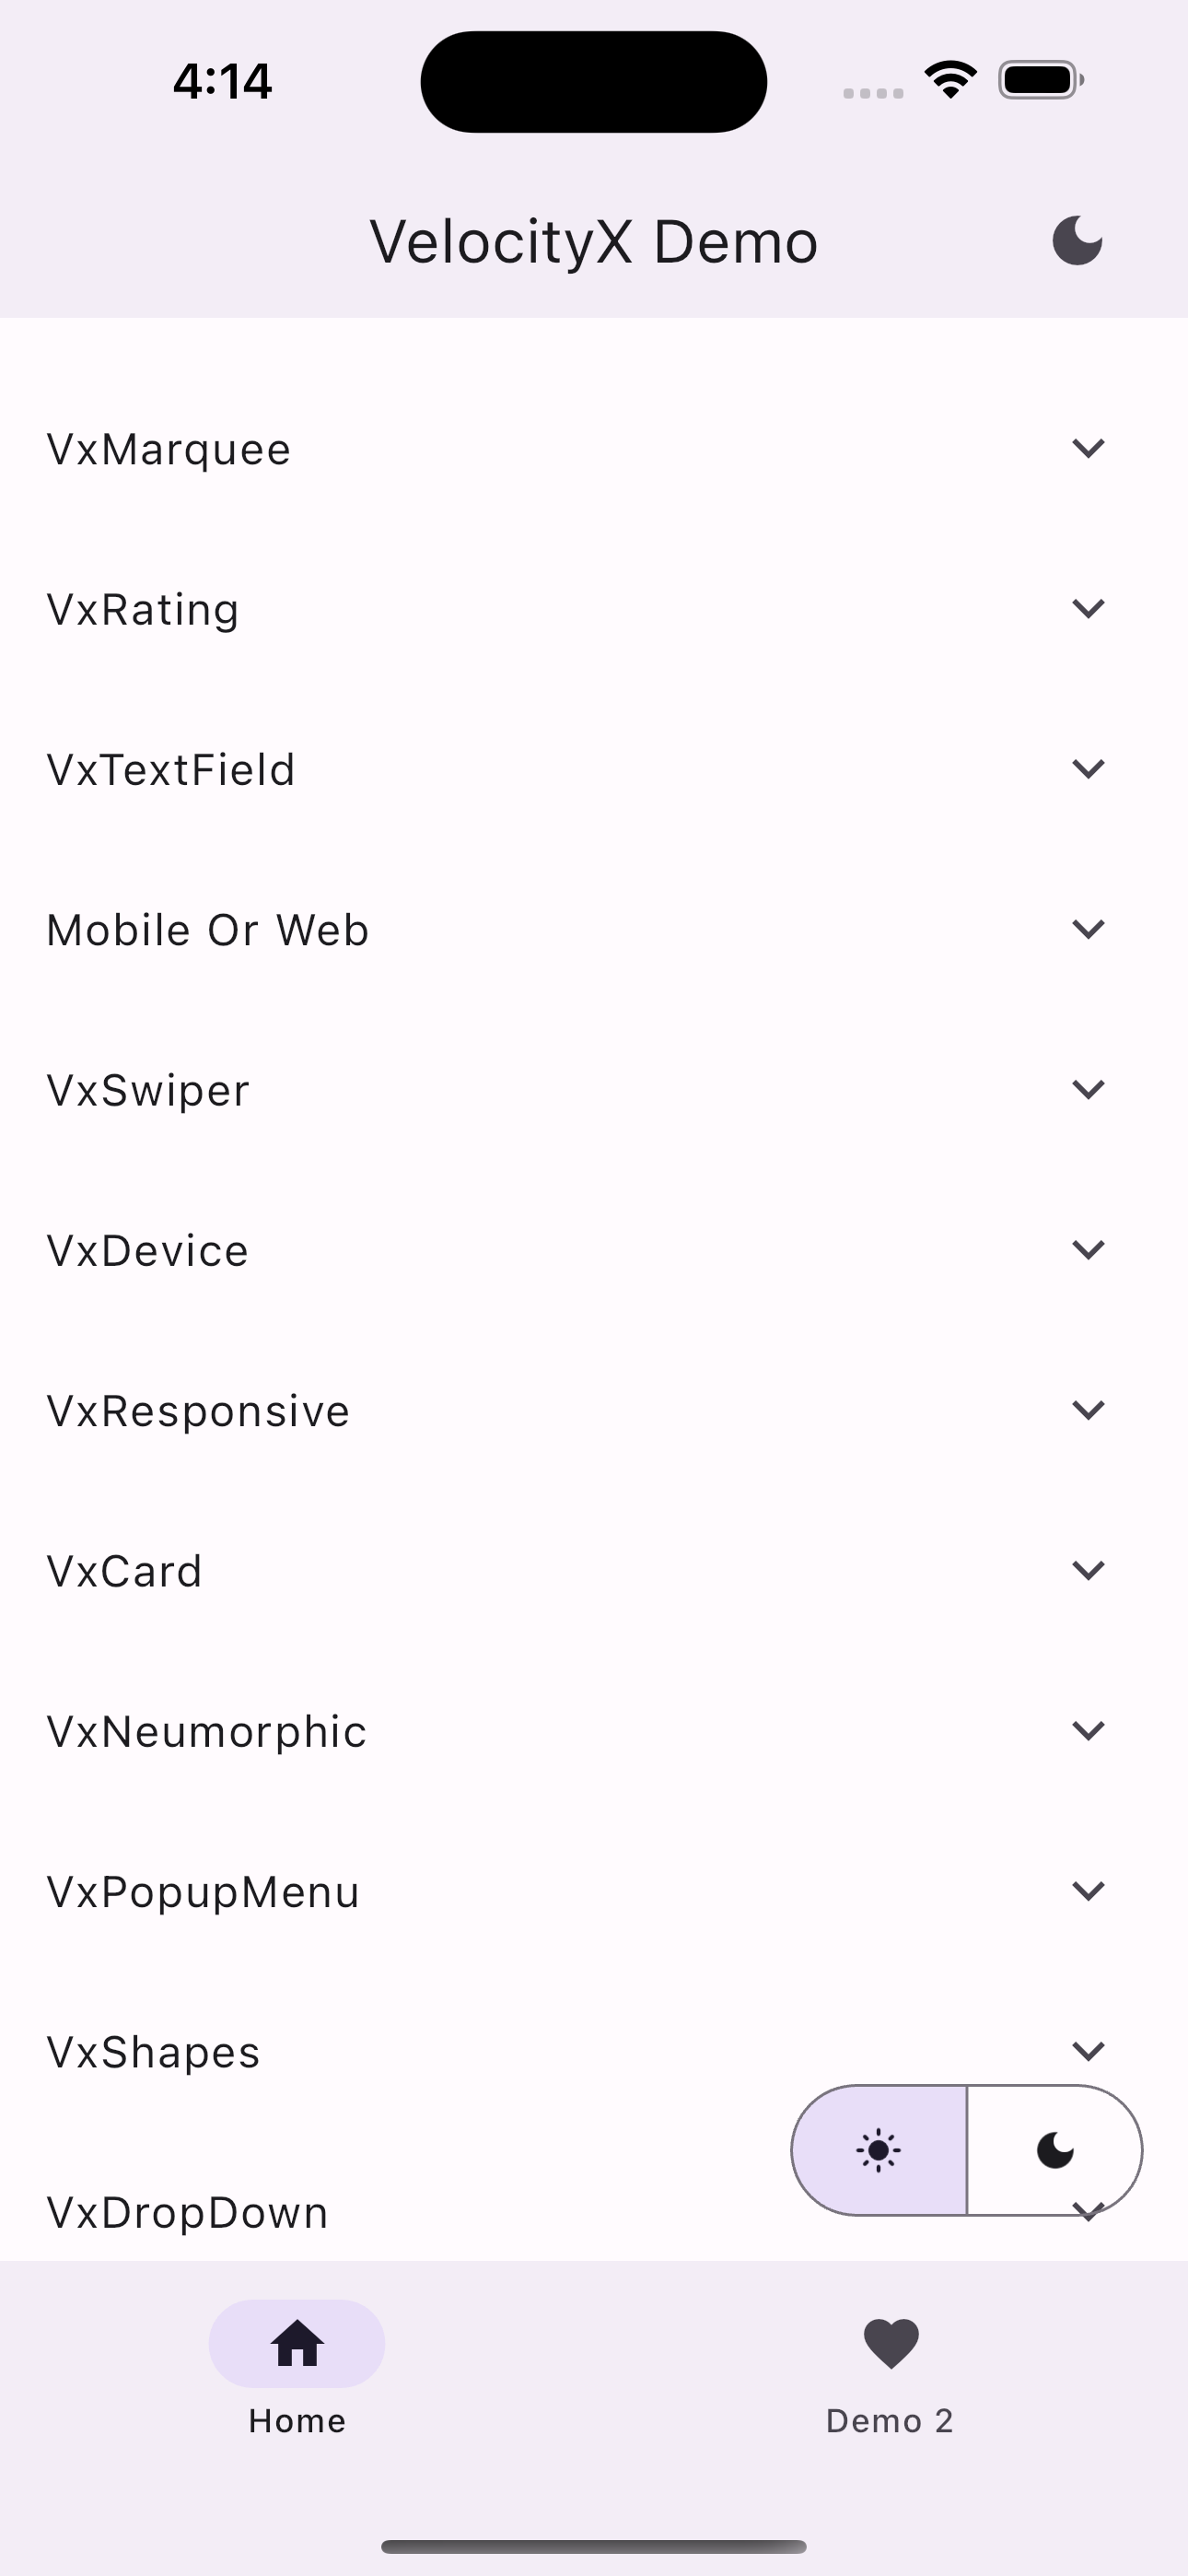 4:14
VelocityX Demo
VxMarquee
VxRating
VxTextField
Mobile Or Web
VxSwiper
VxDevice
VxResponsive
VxCard
VxNeumorphic
VxPopupMenu
VxShapes
VxDropDown
Home
Demo 2